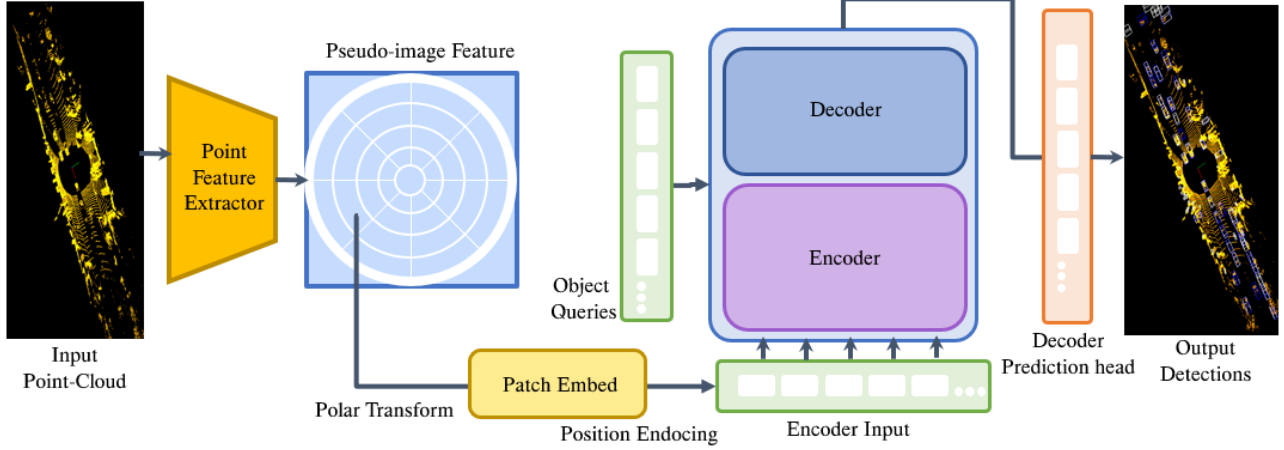 Pseudo-image Feature
Point
Feature
Extractor
Decoder
Encoder
Object
Queries
Input
Point-Cloud
Polar Transform
Patch Embed
Position Endocing
Encoder Input
Decoder
Prediction head
Output
Detections